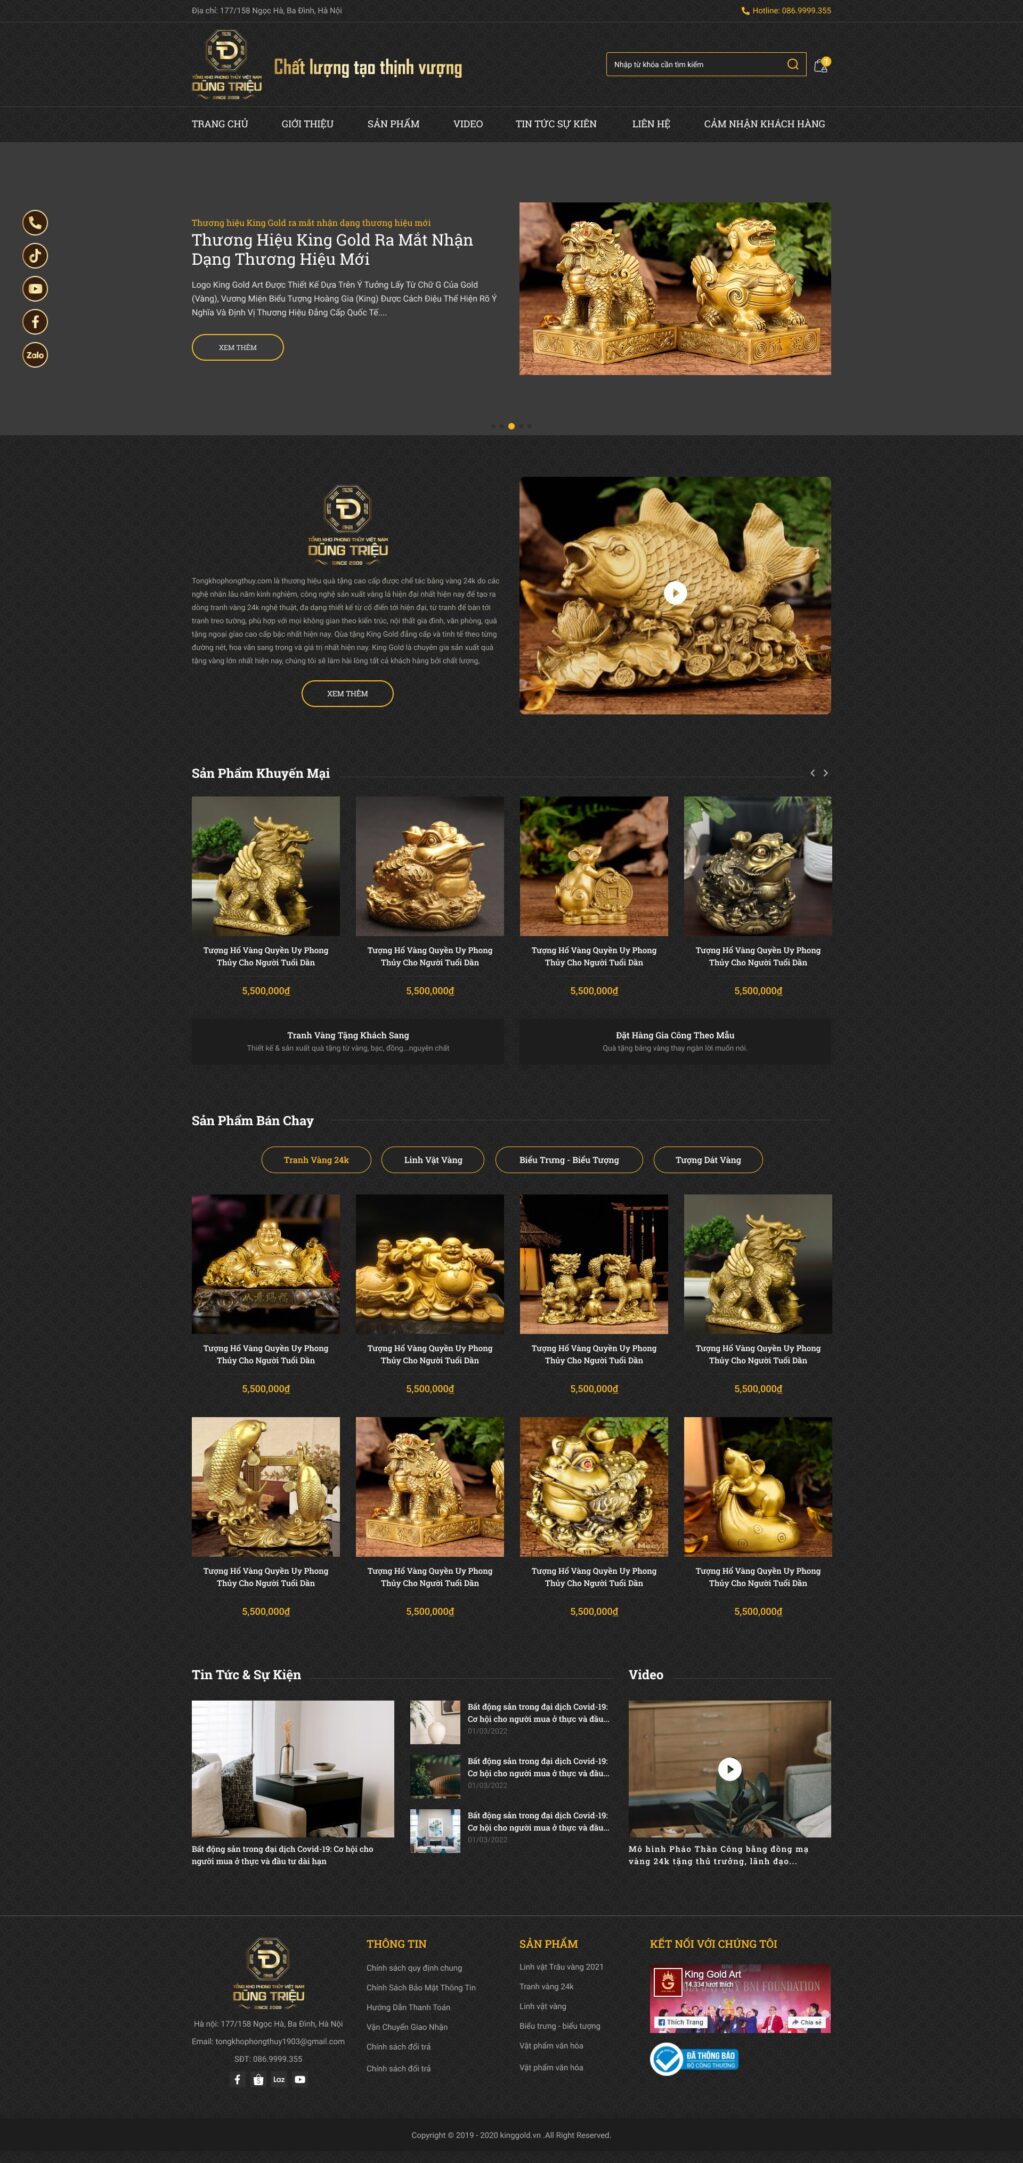 Địa chỉ: 177/158 Ngọc Hà, Ba Đình, Hà Nội
Hotline: 086.9999.355
TỔNG KHO PHONG THỦY VIỆT NAM
DŨNG TRIỆU
SINCE 2009
Chất lượng tạo thịnh vượng
Nhập từ khóa cần tìm kiếm
TRANG CHỦ
GIỚI THIỆU
SẢN PHẨM
VIDEO
TIN TỨC SỰ KIÊN
LIÊN HỆ
CẢM NHẬN KHÁCH HÀNG
Thương hiệu King Gold ra mắt nhận dạng thương hiệu mới
Thương Hiệu King Gold Ra Mắt Nhận
Dạng Thương Hiệu Mới
Logo King Gold Art Được Thiết Kế Dựa Trên Ý Tưởng Lấy Từ Chữ G Của Gold
(Vàng), Vương Miện Biểu Tượng Hoàng Gia (King) Được Cách Điệu Thể Hiện Rõ Ý
Nghĩa Và Định Vị Thương Hiệu Đẳng Cấp Quốc Tế....
XEM THÊM
Zalo
TỔNG KHO PHONG THỦY VIỆT NAM
DŨNG TRIỆU
SINCE 2009
Tongkhophongthuy.com là thương hiệu quà tặng cao cấp được chế tác bằng vàng 24k do các
nghệ nhân lâu năm kinh nghiệm, công nghệ sản xuất vàng lá hiện đại nhất hiện nay để tạo ra
dòng tranh vàng 24k nghệ thuật, đa dạng thiết kế từ cổ điển tới hiện đại, từ tranh để bàn tới
tranh treo tường, phù hợp với mọi không gian theo kiến trúc, nội thất gia đình, văn phòng, quà
tặng ngoại giao cao cấp bậc nhất hiện nay. Qùa tặng King Gold đẳng cấp và tinh tế theo từng
đường nét, hoa văn sang trọng và giá trị nhất hiện nay. King Gold là chuyên gia sản xuất quà
tặng vàng lớn nhất hiện nay, chúng tôi sẽ làm hài lòng tất cả khách hàng bởi chất lượng,
XEM THÊM
Sản Phẩm Khuyến Mại
Tượng Hổ Vàng Quyền Uy Phong
Thủy Cho Người Tuổi Dần
5,500,000₫
Tượng Hổ Vàng Quyền Uy Phong
Thủy Cho Người Tuổi Dần
5,500,000₫
Tượng Hổ Vàng Quyền Uy Phong
Thủy Cho Người Tuổi Dần
5,500,000₫
Tượng Hổ Vàng Quyền Uy Phong
Thủy Cho Người Tuổi Dần
5,500,000₫
Tranh Vàng Tặng Khách Sang
Thiết kế & sản xuất quà tặng từ vàng, bạc, đồng...nguyên chất
Đặt Hàng Gia Công Theo Mẫu
Quà tặng bằng vàng thay ngàn lời muốn nói.
Sản Phẩm Bán Chạy
Tranh Vàng 24k
Linh Vật Vàng
Biểu Trưng - Biểu Tượng
Tượng Dát Vàng
Tượng Hổ Vàng Quyền Uy Phong
Thủy Cho Người Tuổi Dần
5,500,000₫
Tượng Hổ Vàng Quyền Uy Phong
Thủy Cho Người Tuổi Dần
5,500,000₫
Tượng Hổ Vàng Quyền Uy Phong
Thủy Cho Người Tuổi Dần
5,500,000₫
Tượng Hổ Vàng Quyền Uy Phong
Thủy Cho Người Tuổi Dần
5,500,000₫
Tượng Hổ Vàng Quyền Uy Phong
Thủy Cho Người Tuổi Dần
5,500,000₫
Tượng Hổ Vàng Quyền Uy Phong
Thủy Cho Người Tuổi Dần
5,500,000₫
Tượng Hổ Vàng Quyền Uy Phong
Thủy Cho Người Tuổi Dần
5,500,000₫
Tượng Hổ Vàng Quyền Uy Phong
Thủy Cho Người Tuổi Dần
5,500,000₫
Tin Tức & Sự Kiện
Bất động sản trong đại dịch Covid-19: Cơ hội cho
người mua ở thực và đầu tư dài hạn
Bất động sản trong đại dịch Covid-19:
Cơ hội cho người mua ở thực và đầu...
01/03/2022
Bất động sản trong đại dịch Covid-19:
Cơ hội cho người mua ở thực và đầu...
01/03/2022
Bất động sản trong đại dịch Covid-19:
Cơ hội cho người mua ở thực và đầu...
01/03/2022
Video
Mô hình Pháo Thần Công bằng đồng mạ
vàng 24k tặng thủ trưởng, lãnh đạo...
TỔNG KHO PHONG THỦY VIỆT NAM
DŨNG TRIỆU
SINCE 2009
Hà nội: 177/158 Ngọc Hà, Ba Đình, Hà Nội
Email: tongkhophongthuy1903@gmail.com
SĐT: 086.9999.355
Laz
THÔNG TIN
Chính sách quy định chung
Chính Sách Bảo Mật Thông Tin
Hướng Dẫn Thanh Toán
Vận Chuyển Giao Nhận
Chính sách đổi trả
Chính sách đổi trả
SẢN PHẨM
Linh vật Trâu vàng 2021
Tranh vàng 24k
Linh vật vàng
Biểu trưng - biểu tượng
Vật phẩm văn hóa
Vật phẩm văn hóa
KẾT NỐI VỚI CHÚNG TÔI
King Gold Art
14.334 lượt thích
BNI FOUNDATION
Thích Trang
Chia sẻ
ĐÃ THÔNG BÁO
BỘ CÔNG THƯƠNG
Copyright © 2019 - 2020 kinggold.vn .All Right Reserved.